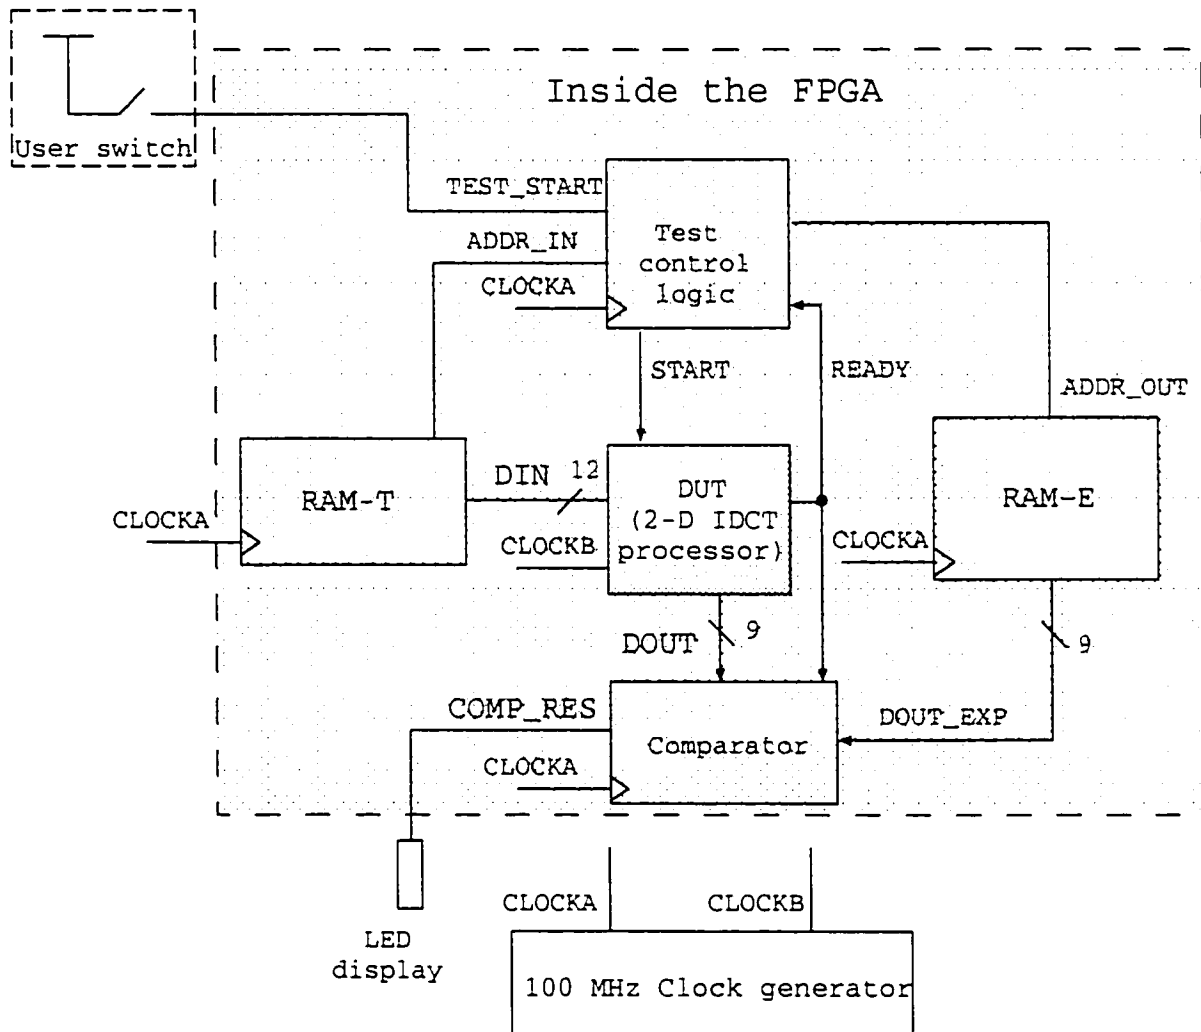 Inside the FPGA
User switch
TEST_START
ADDR_IN
CLOCKA
Test
control
logic
START
READY
ADDR_OUT
RAM-T
DIN
12
DUT
(2-D IDCT
processor)
RAM-E
CLOCKA
CLOCKB
CLOCKA
DOUT
9
9
COMP_RES
DOUT_EXP
Comparator
CLOCKA
CLOCKA
CLOCKB
LED
display
100 MHz Clock generator